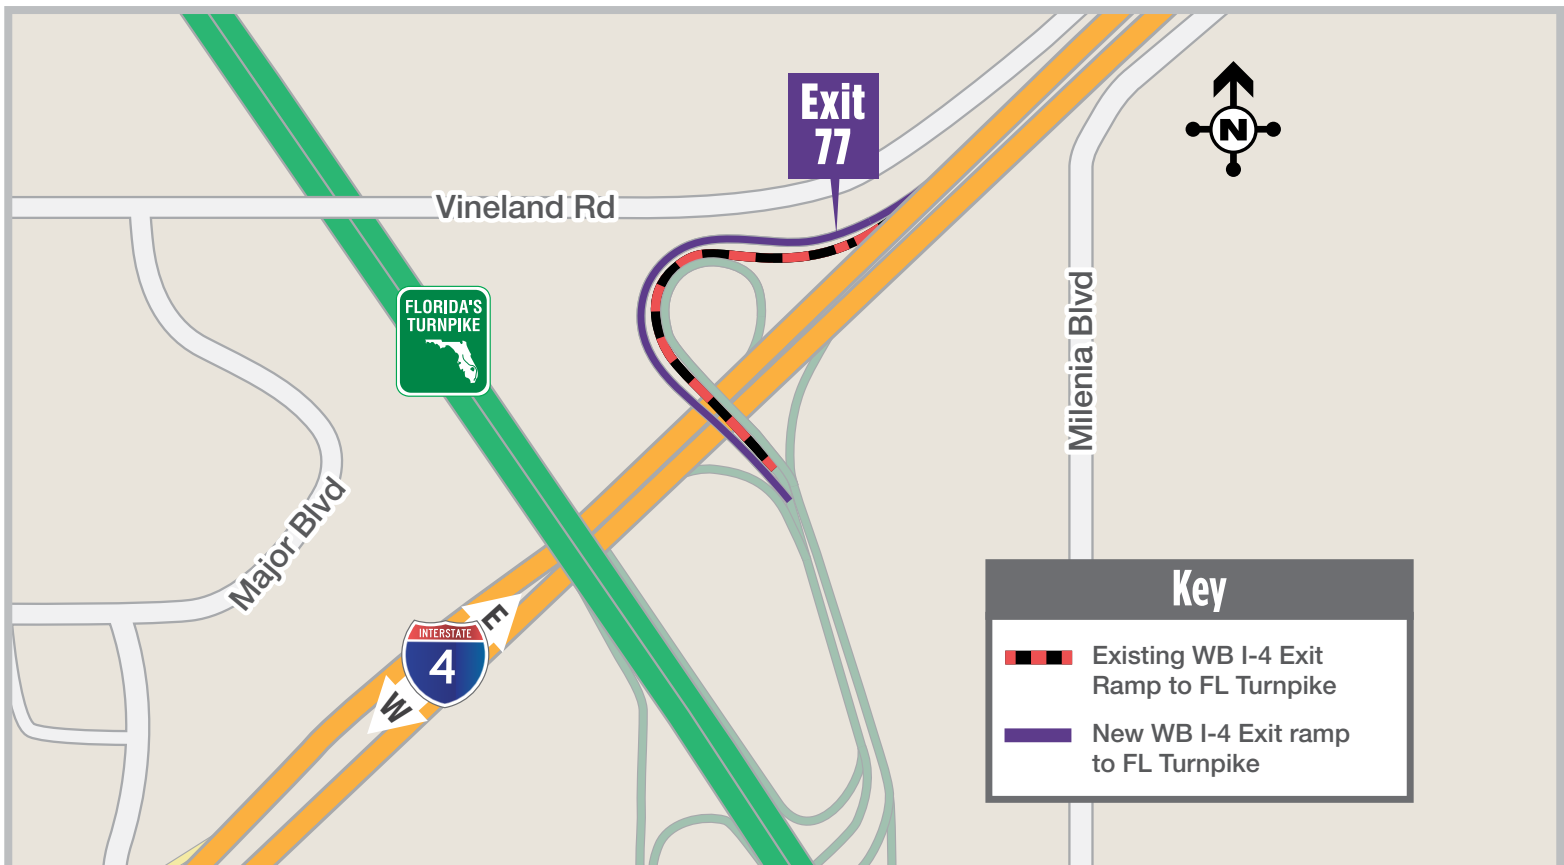 Exit
77
N
Vineland Rd
FLORIDA'S
TURNPIKE
Milenia Blvd
Major Blvd
E
INTERSTATE
4
W
Key
Existing WB I-4 Exit
Ramp to FL Turnpike
New WB I-4 Exit ramp
to FL Turnpike